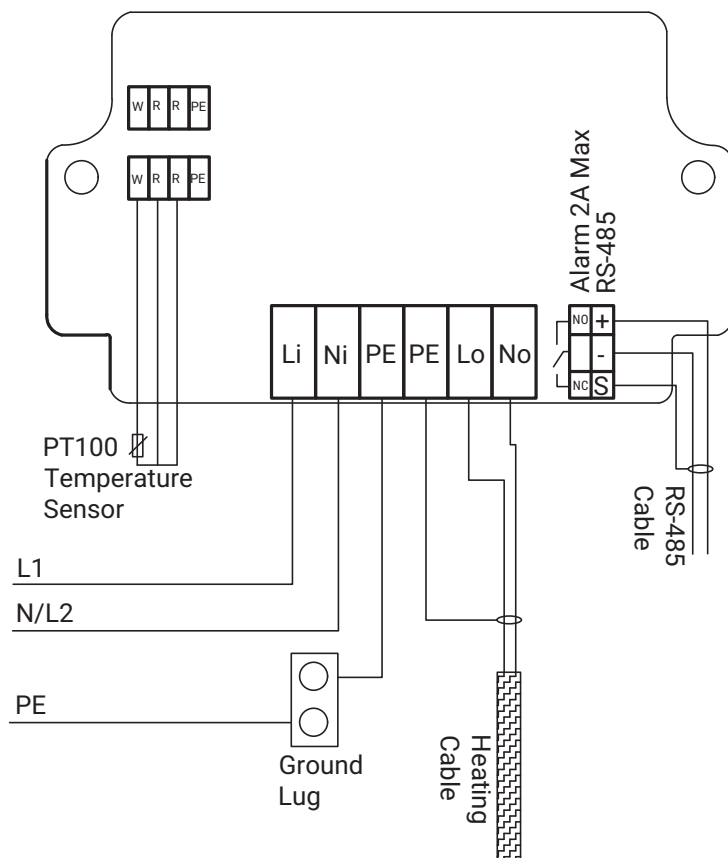 W R R PE
W R R PE
Alarm 2A Max
RS-485
Li Ni PE PE Lo No
NO +
-
NC S
PT100
Temperature
Sensor
RS-485
Cable
L1
N/L2
PE
Ground
Lug
Heating
Cable